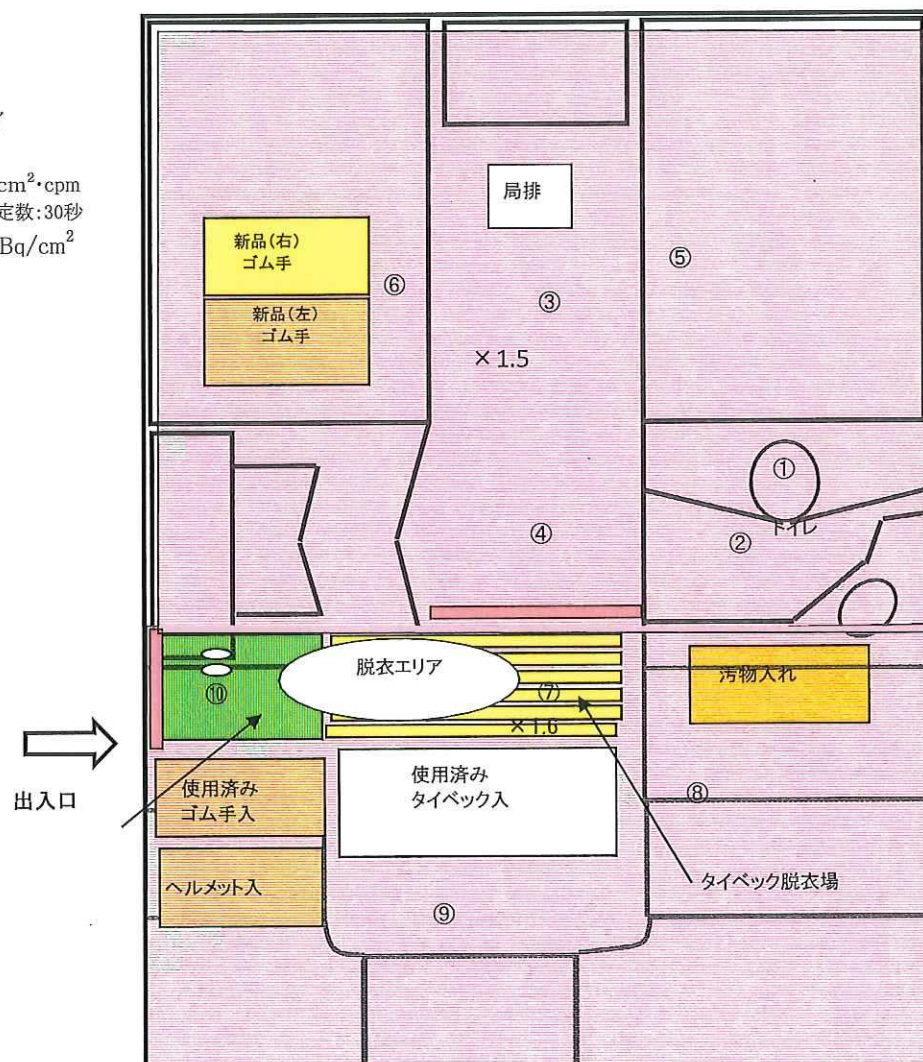 cm²・cpm
定数:30秒
Bq/cm²
局排
新品(右)
ゴム手
⑥
新品(左)
ゴム手
③
⑤
×1.5
①
トイレ
④
②
脱衣エリア
⑩
⑦
×1.6
汚物入れ
出入口
使用済み
ゴム手入
使用済み
タイベック入
⑧
ヘルメット入
タイベック脱衣場
⑨